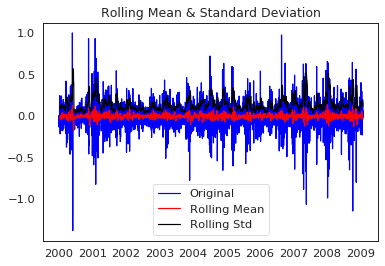 Rolling Mean & Standard Deviation
1.0
0.5
0.0
−0.5
−1.0
Original
Rolling Mean
Rolling Std
2000 2001 2002 2003 2004 2005 2006 2007 2008 2009